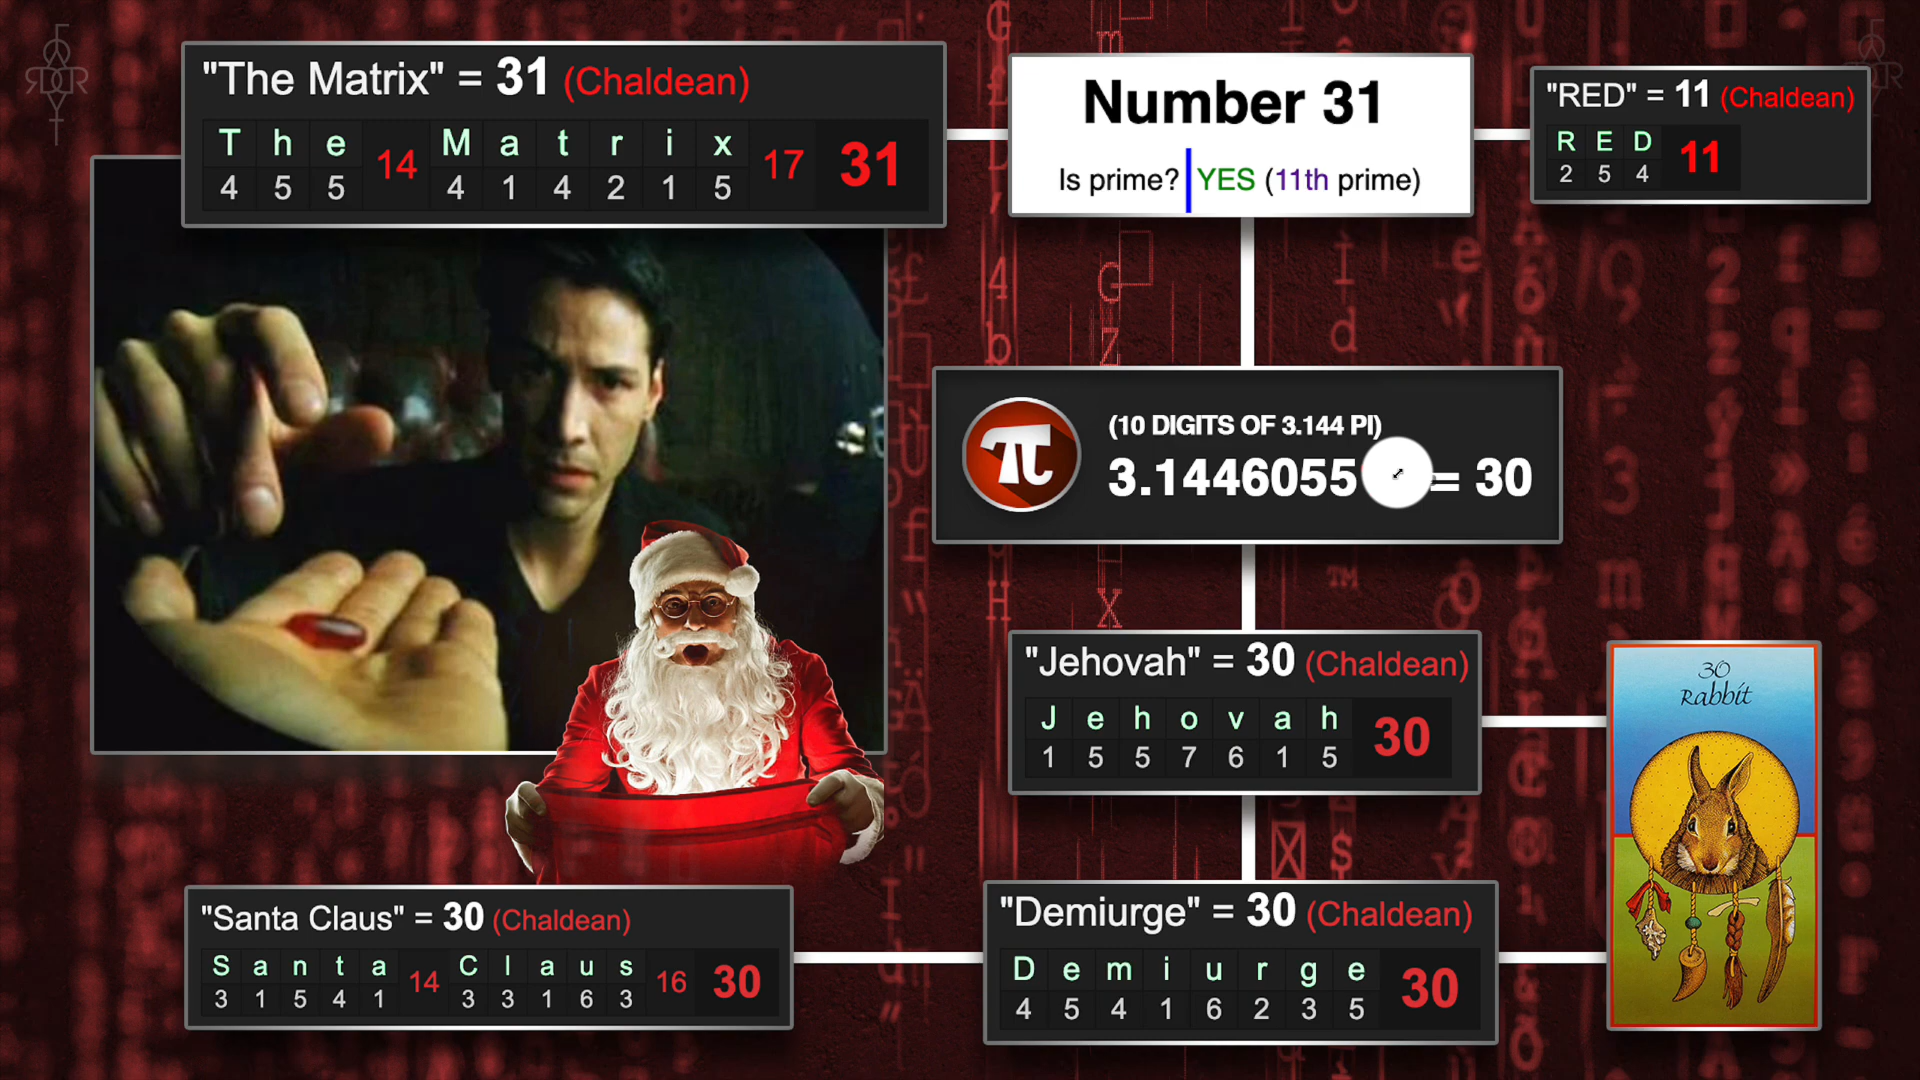 "The Matrix" = 31 (Chaldean)
T h e 14 M a t r i x 17 31
4 5 5 4 1 4 2 1 5
Number 31
Is prime? YES (11th prime)
"RED" = 11 (Chaldean)
R E D 11
2 5 4
(10 DIGITS OF 3.144 PI)
3.1446055 = 30
"Jehovah" = 30 (Chaldean)
J e h o v a h 30
1 5 5 7 6 1 5
30
Rabbit
"Santa Claus" = 30 (Chaldean)
S a n t a 14 C l a u s 16 30
3 1 5 4 1 3 3 1 6 3
"Demiurge" = 30 (Chaldean)
D e m i u r g e 30
4 5 4 1 6 2 3 5